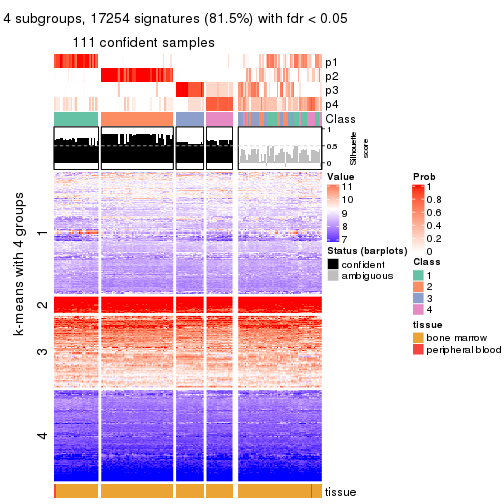 4 subgroups, 17254 signatures (81.5%) with fdr < 0.05
111 confident samples
p1
p2
p3
p4
Class
1
0.5
0
Silhouette
score
k-means with 4 groups
1
2
3
4
tissue
Value
11
10
9
8
7
Status (barplots)
confident
ambiguous
Prob
1
0.8
0.6
0.4
0.2
0
Class
1
2
3
4
tissue
bone marrow
peripheral blood